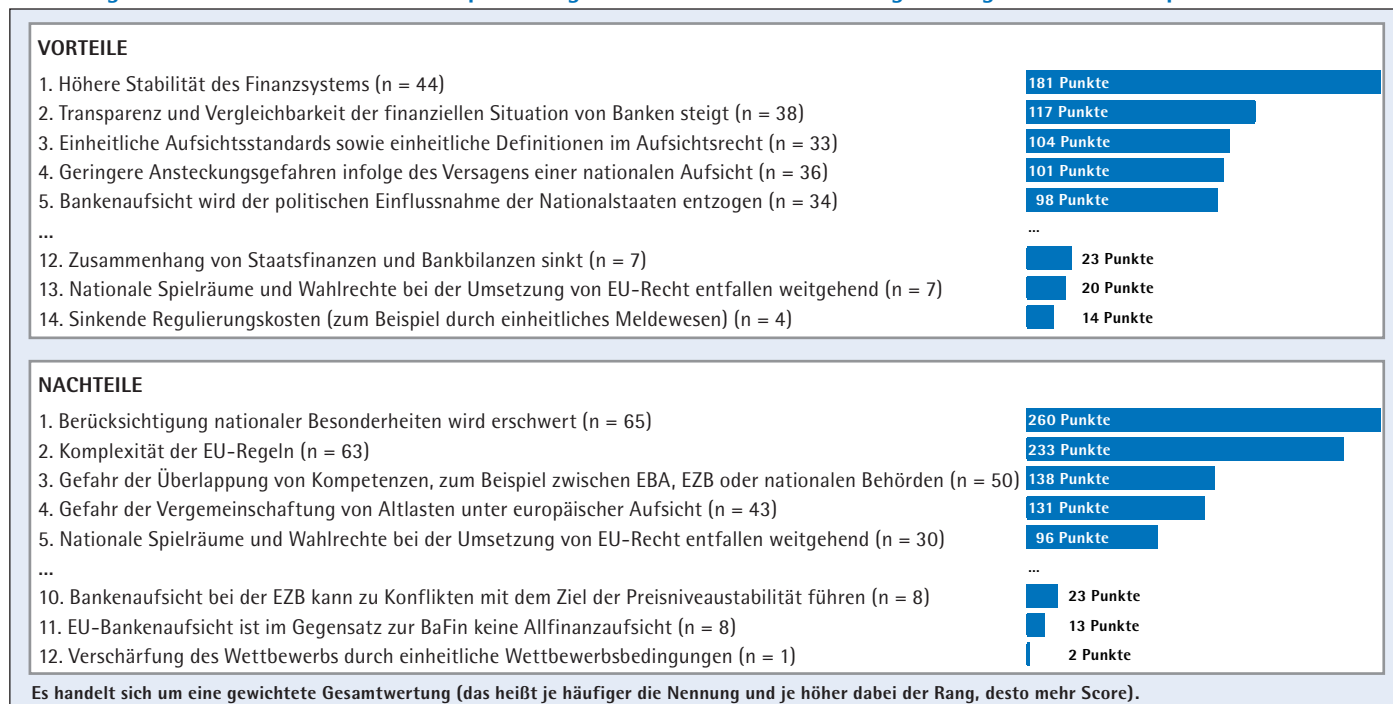 VORTEILE
1. Höhere Stabilität des Finanzsystems (n = 44) 181 Punkte
2. Transparenz und Vergleichbarkeit der finanziellen Situation von Banken steigt (n = 38) 117 Punkte
3. Einheitliche Aufsichtsstandards sowie einheitliche Definitionen im Aufsichtsrecht (n = 33) 104 Punkte
4. Geringere Ansteckungsgefahren infolge des Versagens einer nationalen Aufsicht (n = 36) 101 Punkte
5. Bankenaufsicht wird der politischen Einflussnahme der Nationalstaaten entzogen (n = 34) 98 Punkte
... ...
12. Zusammenhang von Staatsfinanzen und Bankbilanzen sinkt (n = 7) 23 Punkte
13. Nationale Spielräume und Wahlrechte bei der Umsetzung von EU-Recht entfallen weitgehend (n = 7) 20 Punkte
14. Sinkende Regulierungskosten (zum Beispiel durch einheitliches Meldewesen) (n = 4) 14 Punkte
NACHTEILE
1. Berücksichtigung nationaler Besonderheiten wird erschwert (n = 65) 260 Punkte
2. Komplexität der EU-Regeln (n = 63) 233 Punkte
3. Gefahr der Überlappung von Kompetenzen, zum Beispiel zwischen EBA, EZB oder nationalen Behörden (n = 50) 138 Punkte
4. Gefahr der Vergemeinschaftung von Altlasten unter europäischer Aufsicht (n = 43) 131 Punkte
5. Nationale Spielräume und Wahlrechte bei der Umsetzung von EU-Recht entfallen weitgehend (n = 30) 96 Punkte
... ...
10. Bankenaufsicht bei der EZB kann zu Konflikten mit dem Ziel der Preisniveaustabilität führen (n = 8) 23 Punkte
11. EU-Bankenaufsicht ist im Gegensatz zur BaFin keine Allfinanzaufsicht (n = 8) 13 Punkte
12. Verschärfung des Wettbewerbs durch einheitliche Wettbewerbsbedingungen (n = 1) 2 Punkte
Es handelt sich um eine gewichtete Gesamtwertung (das heißt je häufiger die Nennung und je höher dabei der Rang, desto mehr Score).